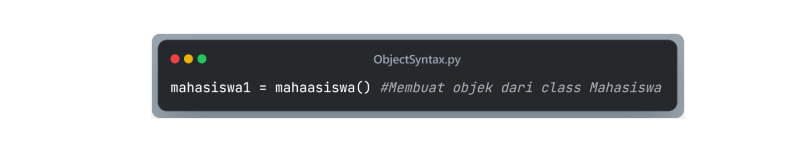 ObjectSyntax.py
mahasiswa1 = mahaasiswa() #Membuat objek dari class Mahasiswa